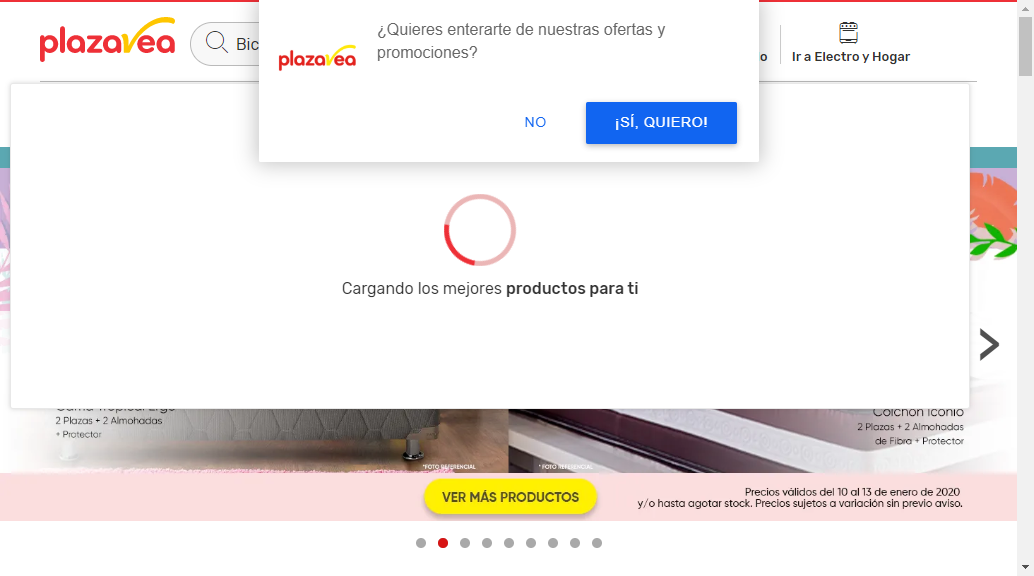 plazavea
Bic
¿Quieres enterarte de nuestras ofertas y
promociones?
plazavea
NO
¡SÍ, QUIERO!
o
Ir a Electro y Hogar
Cargando los mejores productos para ti
2 Plazas + 2 Almohadas
+ Protector
*FOTO REFERENCIAL
*FOTO REFERENCIAL
Colchón Iconio
2 Plazas + 2 Almohadas
de Fibra + Protector
VER MÁS PRODUCTOS
Precios válidos del 10 al 13 de enero de 2020
y/o hasta agotar stock. Precios sujetos a variación sin previo aviso.